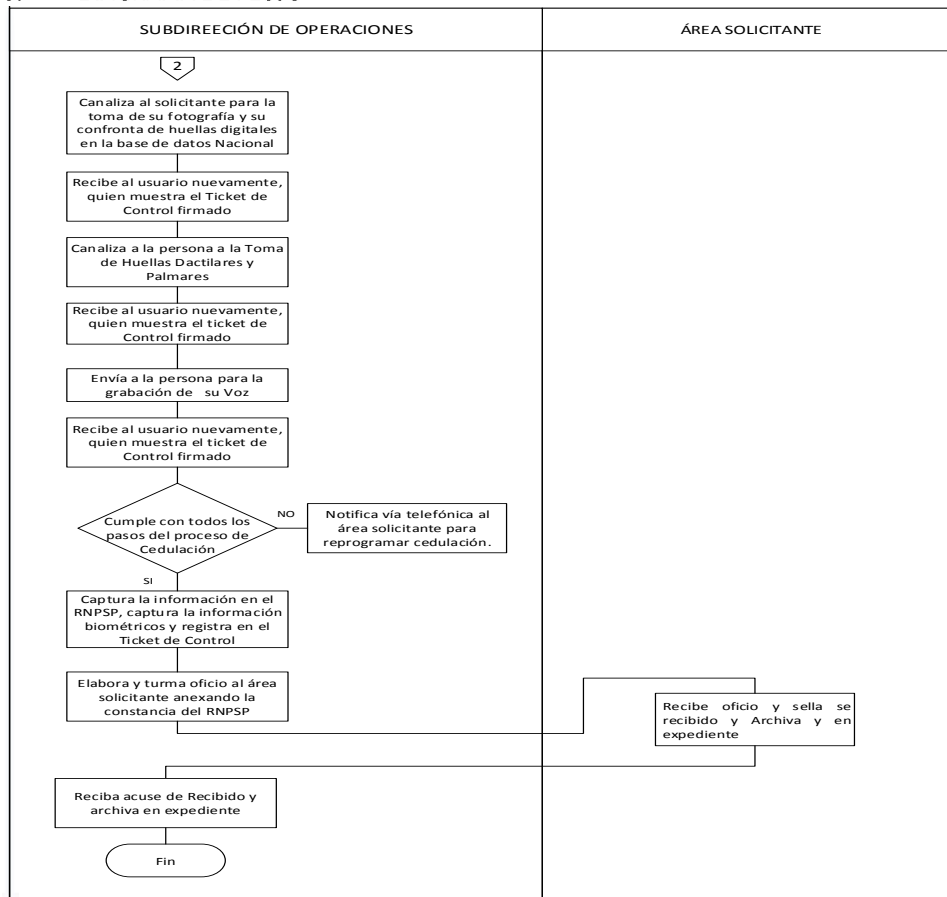 SUBDIREECIÓN DE OPERACIONES
ÁREA SOLICITANTE
2
Canaliza al solicitante para la
toma de su fotografía y su
confronta de huellas digitales
en la base de datos Nacional
Recibe al usuario nuevamente,
quien muestra el Ticket de
Control firmado
Canaliza a la persona a la Toma
de Huellas Dactilares y
Palmares
Recibe al usuario nuevamente,
quien muestra el ticket de
Control firmado
Envía a la persona para la
grabación de su Voz
Recibe al usuario nuevamente,
quien muestra el ticket de
Control firmado
Cumple con todos los
pasos del proceso de
Cedulación
NO
Notifica vía telefónica al
área solicitante para
reprogramar cedulación.
SI
Captura la información en el
RNPSP, captura la información
biométricos y registra en el
Ticket de Control
Elabora y turma oficio al área
solicitante anexando la
constancia del RNPSP
Recibe oficio y sella se
recibido y Archiva y en
expediente
Reciba acuse de Recibido y
archiva en expediente
Fin